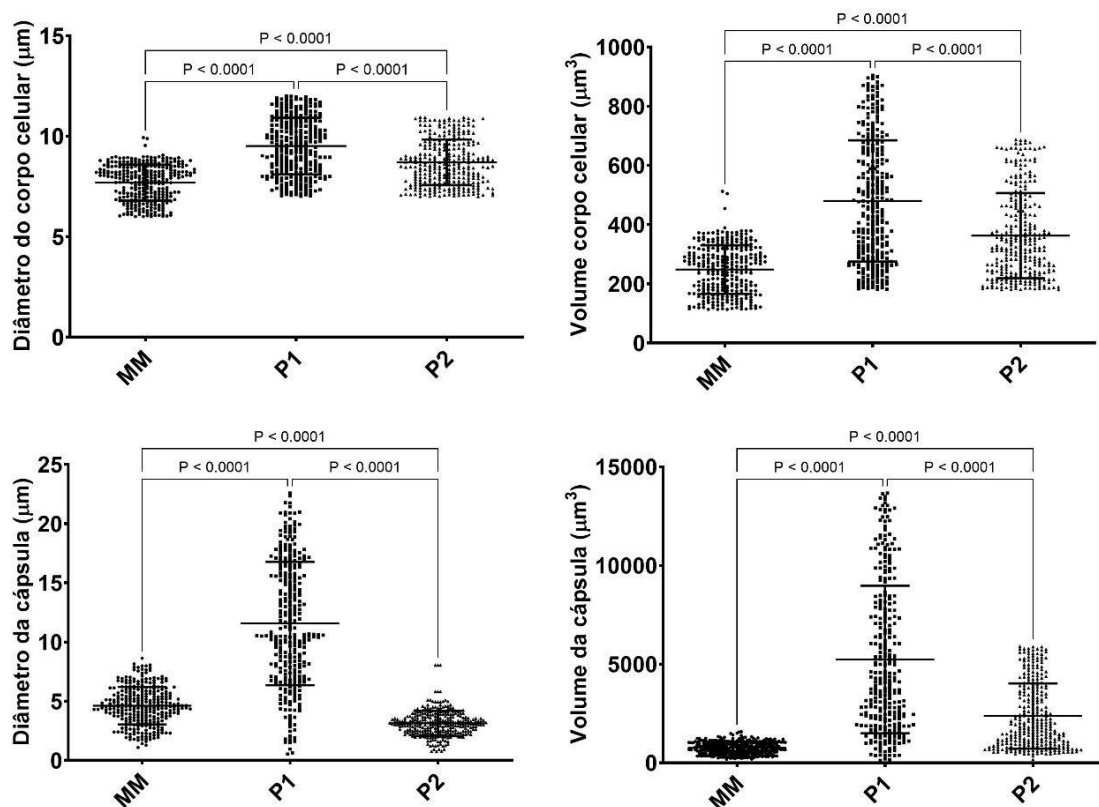 Diâmetro do corpo celular (μm)
15
10
5
0
P < 0.0001
P < 0.0001
P < 0.0001
MM
P1
P2
Volume corpo celular (μm³)
1000
800
600
400
200
0
P < 0.0001
P < 0.0001
P < 0.0001
MM
P1
P2
Diâmetro da cápsula (μm)
25
20
15
10
5
0
P < 0.0001
P < 0.0001
P < 0.0001
MM
P1
P2
Volume da cápsula (μm³)
15000
10000
5000
0
P < 0.0001
P < 0.0001
P < 0.0001
MM
P1
P2